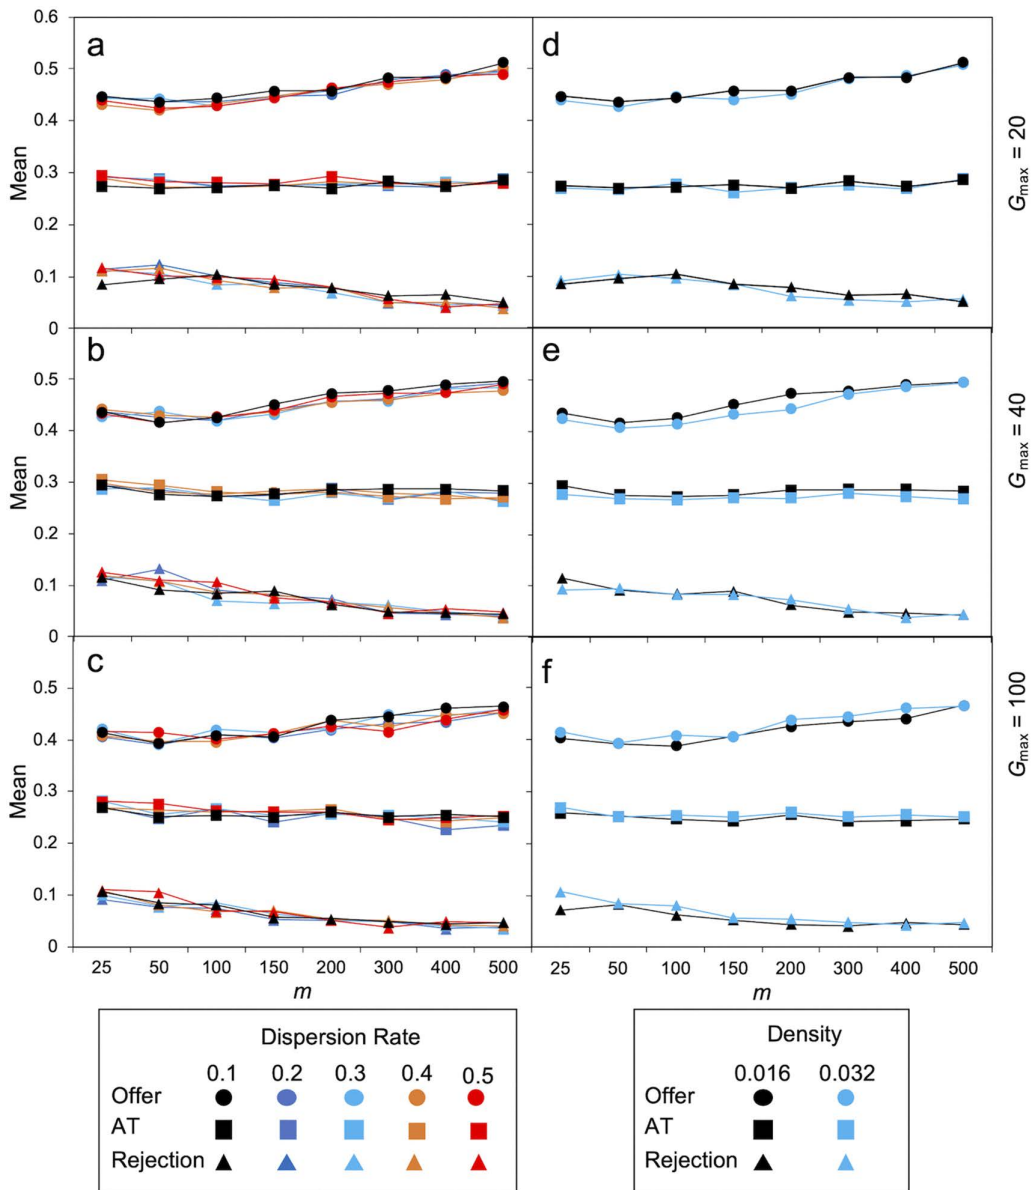 0.6
a
d
0.5
0.4
Mean
0.3
0.2
0.1
0
G max = 20
b
e
0.5
0.4
Mean
0.3
0.2
0.1
0
G max = 40
c
f
0.5
0.4
Mean
0.3
0.2
0.1
0
G max = 100
25 50 100 150 200 300 400 500
25 50 100 150 200 300 400 500
m
m
Dispersion Rate
0.1 0.2 0.3 0.4 0.5
Offer
AT
Rejection
Density
0.016 0.032
Offer
AT
Rejection